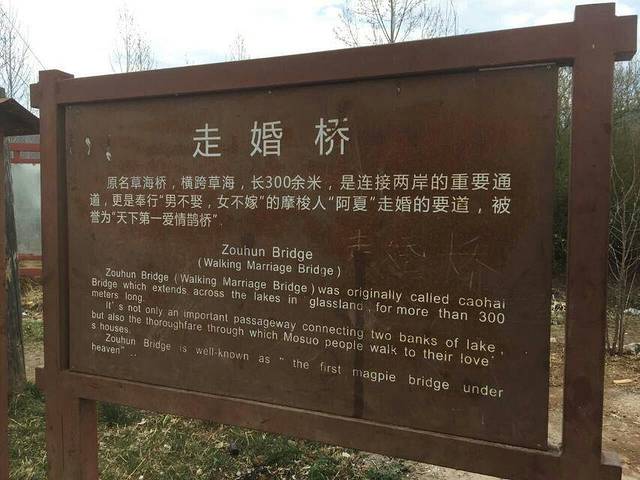 走婚桥
原名草海桥，横跨草海，长300余米，是连接两岸的重要通
道，更是奉行“男不娶，女不嫁”的摩梭人“阿夏”走婚的要道，被
誉为“天下第一爱情鹊桥”
Zouhun Bridge
(Walking Marriage Bridge)
Zouhun Bridge (Walking Marriage Bridge) was originally called caohai
Bridge which extends across the lakes in glassland for more than 300
meters long
It's not only an important passageway connecting two banks of lake,
but also the thoroughfare through which Mosuo people walk to their love'
s houses.
Zouhun Bridge is well-known as " the first magpie bridge under
heaven"
走婚桥